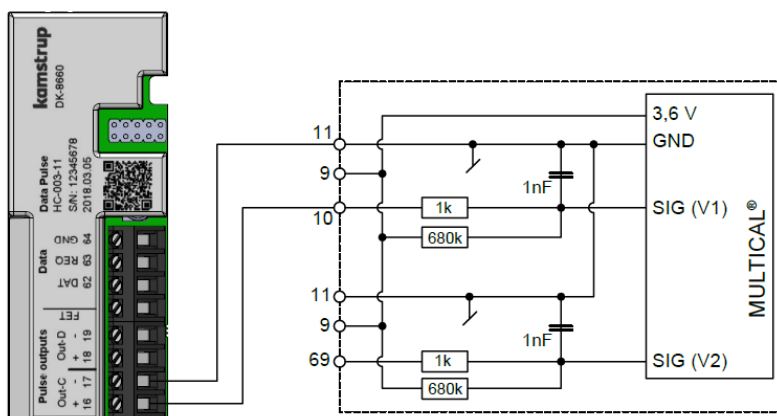 kamstrup
DK-8660
Data Pulse
HC-003-11
S/N: 12345678
2018.03.05
Data
GND 64
REQ 63
DAT 62
FET
Pulse outputs
Out-D
- 19
+ 18
Out-C
- 17
+ 16
11
9
10
11
9
69
1k
680k
1nF
1k
680k
1nF
3,6 V
GND
SIG (V1)
SIG (V2)
MULTICAL®